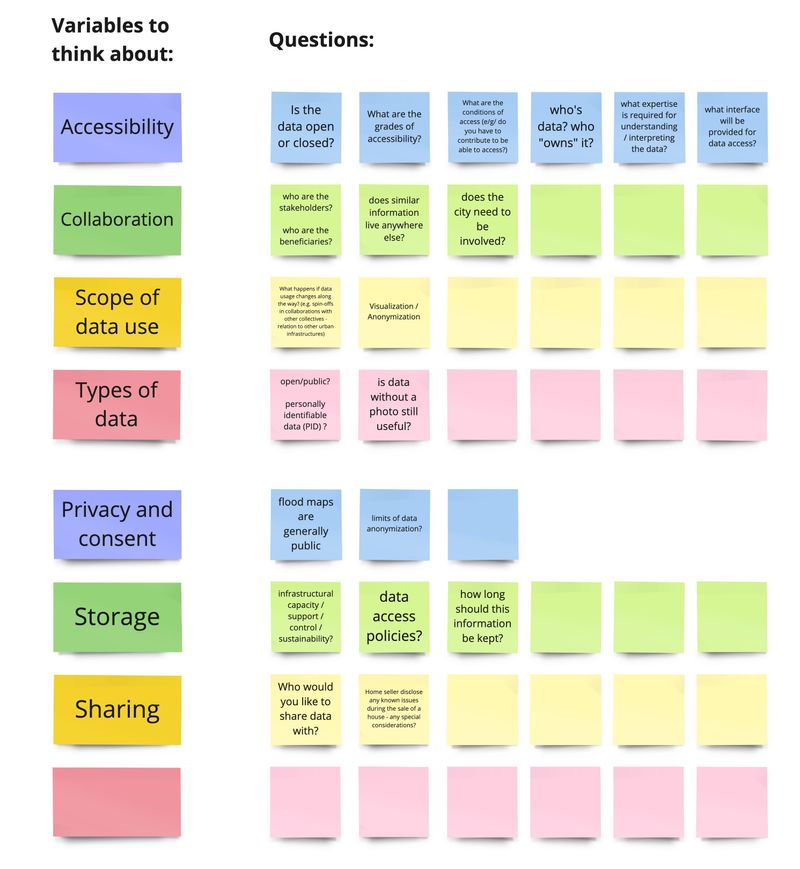 Variables to
think about:
Questions:
Accessibility
Is the
data open
or closed?
What are the
grades of
accessibility?
What are the
conditions of
access (e/g/ do
you have to
contribute to be
able to access?)
who's
data? who
"owns" it?
what expertise
is required for
understanding
/ interpreting
the data?
what interface
will be
provided for
data access?
Collaboration
who are the
stakeholders?
who are the
beneficiaries?
does similar
information
live anywhere
else?
does the
city need to
be
involved?
Scope of
data use
What happens if data
usage changes along
the way? (e.g. spin-offs
in collaborations with
other collectives -
relation to other urban-
infrastructures)
Visualization /
Anonymization
Types of
data
open/public?
personally
identifiable
data (PID) ?
is data
without a
photo still
useful?
Privacy and
consent
flood maps
are
generally
public
limits of data
anonymization?
Storage
infrastructural
capacity /
support /
control /
sustainability?
data
access
policies?
how long
should this
information
be kept?
Sharing
Who would
you like to
share data
with?
Home seller disclose
any known issues
during the sale of a
house - any special
considerations?